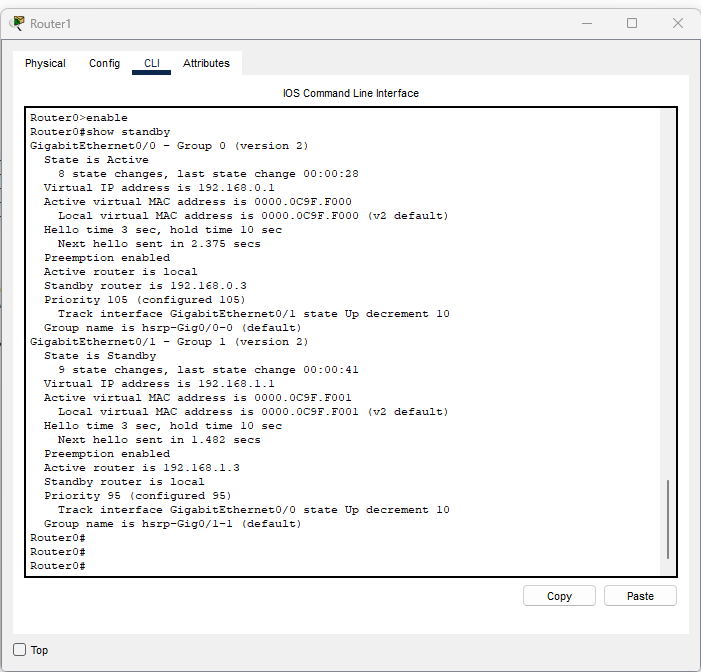 Router1
Physical Config CLI Attributes
IOS Command Line Interface
Router0>enable
Router0#show standby
GigabitEthernet0/0 - Group 0 (version 2)
  State is Active
    8 state changes, last state change 00:00:28
  Virtual IP address is 192.168.0.1
  Active virtual MAC address is 0000.0C9F.F000
    Local virtual MAC address is 0000.0C9F.F000 (v2 default)
  Hello time 3 sec, hold time 10 sec
    Next hello sent in 2.375 secs
  Preemption enabled
  Active router is local
  Standby router is 192.168.0.3
  Priority 105 (configured 105)
    Track interface GigabitEthernet0/1 state Up decrement 10
  Group name is hsrp-Gig0/0-0 (default)
GigabitEthernet0/1 - Group 1 (version 2)
  State is Standby
    9 state changes, last state change 00:00:41
  Virtual IP address is 192.168.1.1
  Active virtual MAC address is 0000.0C9F.F001
    Local virtual MAC address is 0000.0C9F.F001 (v2 default)
  Hello time 3 sec, hold time 10 sec
    Next hello sent in 1.482 secs
  Preemption enabled
  Active router is 192.168.1.3
  Standby router is local
  Priority 95 (configured 95)
    Track interface GigabitEthernet0/0 state Up decrement 10
  Group name is hsrp-Gig0/1-1 (default)
Router0#
Router0#
Router0#
Copy Paste
Top